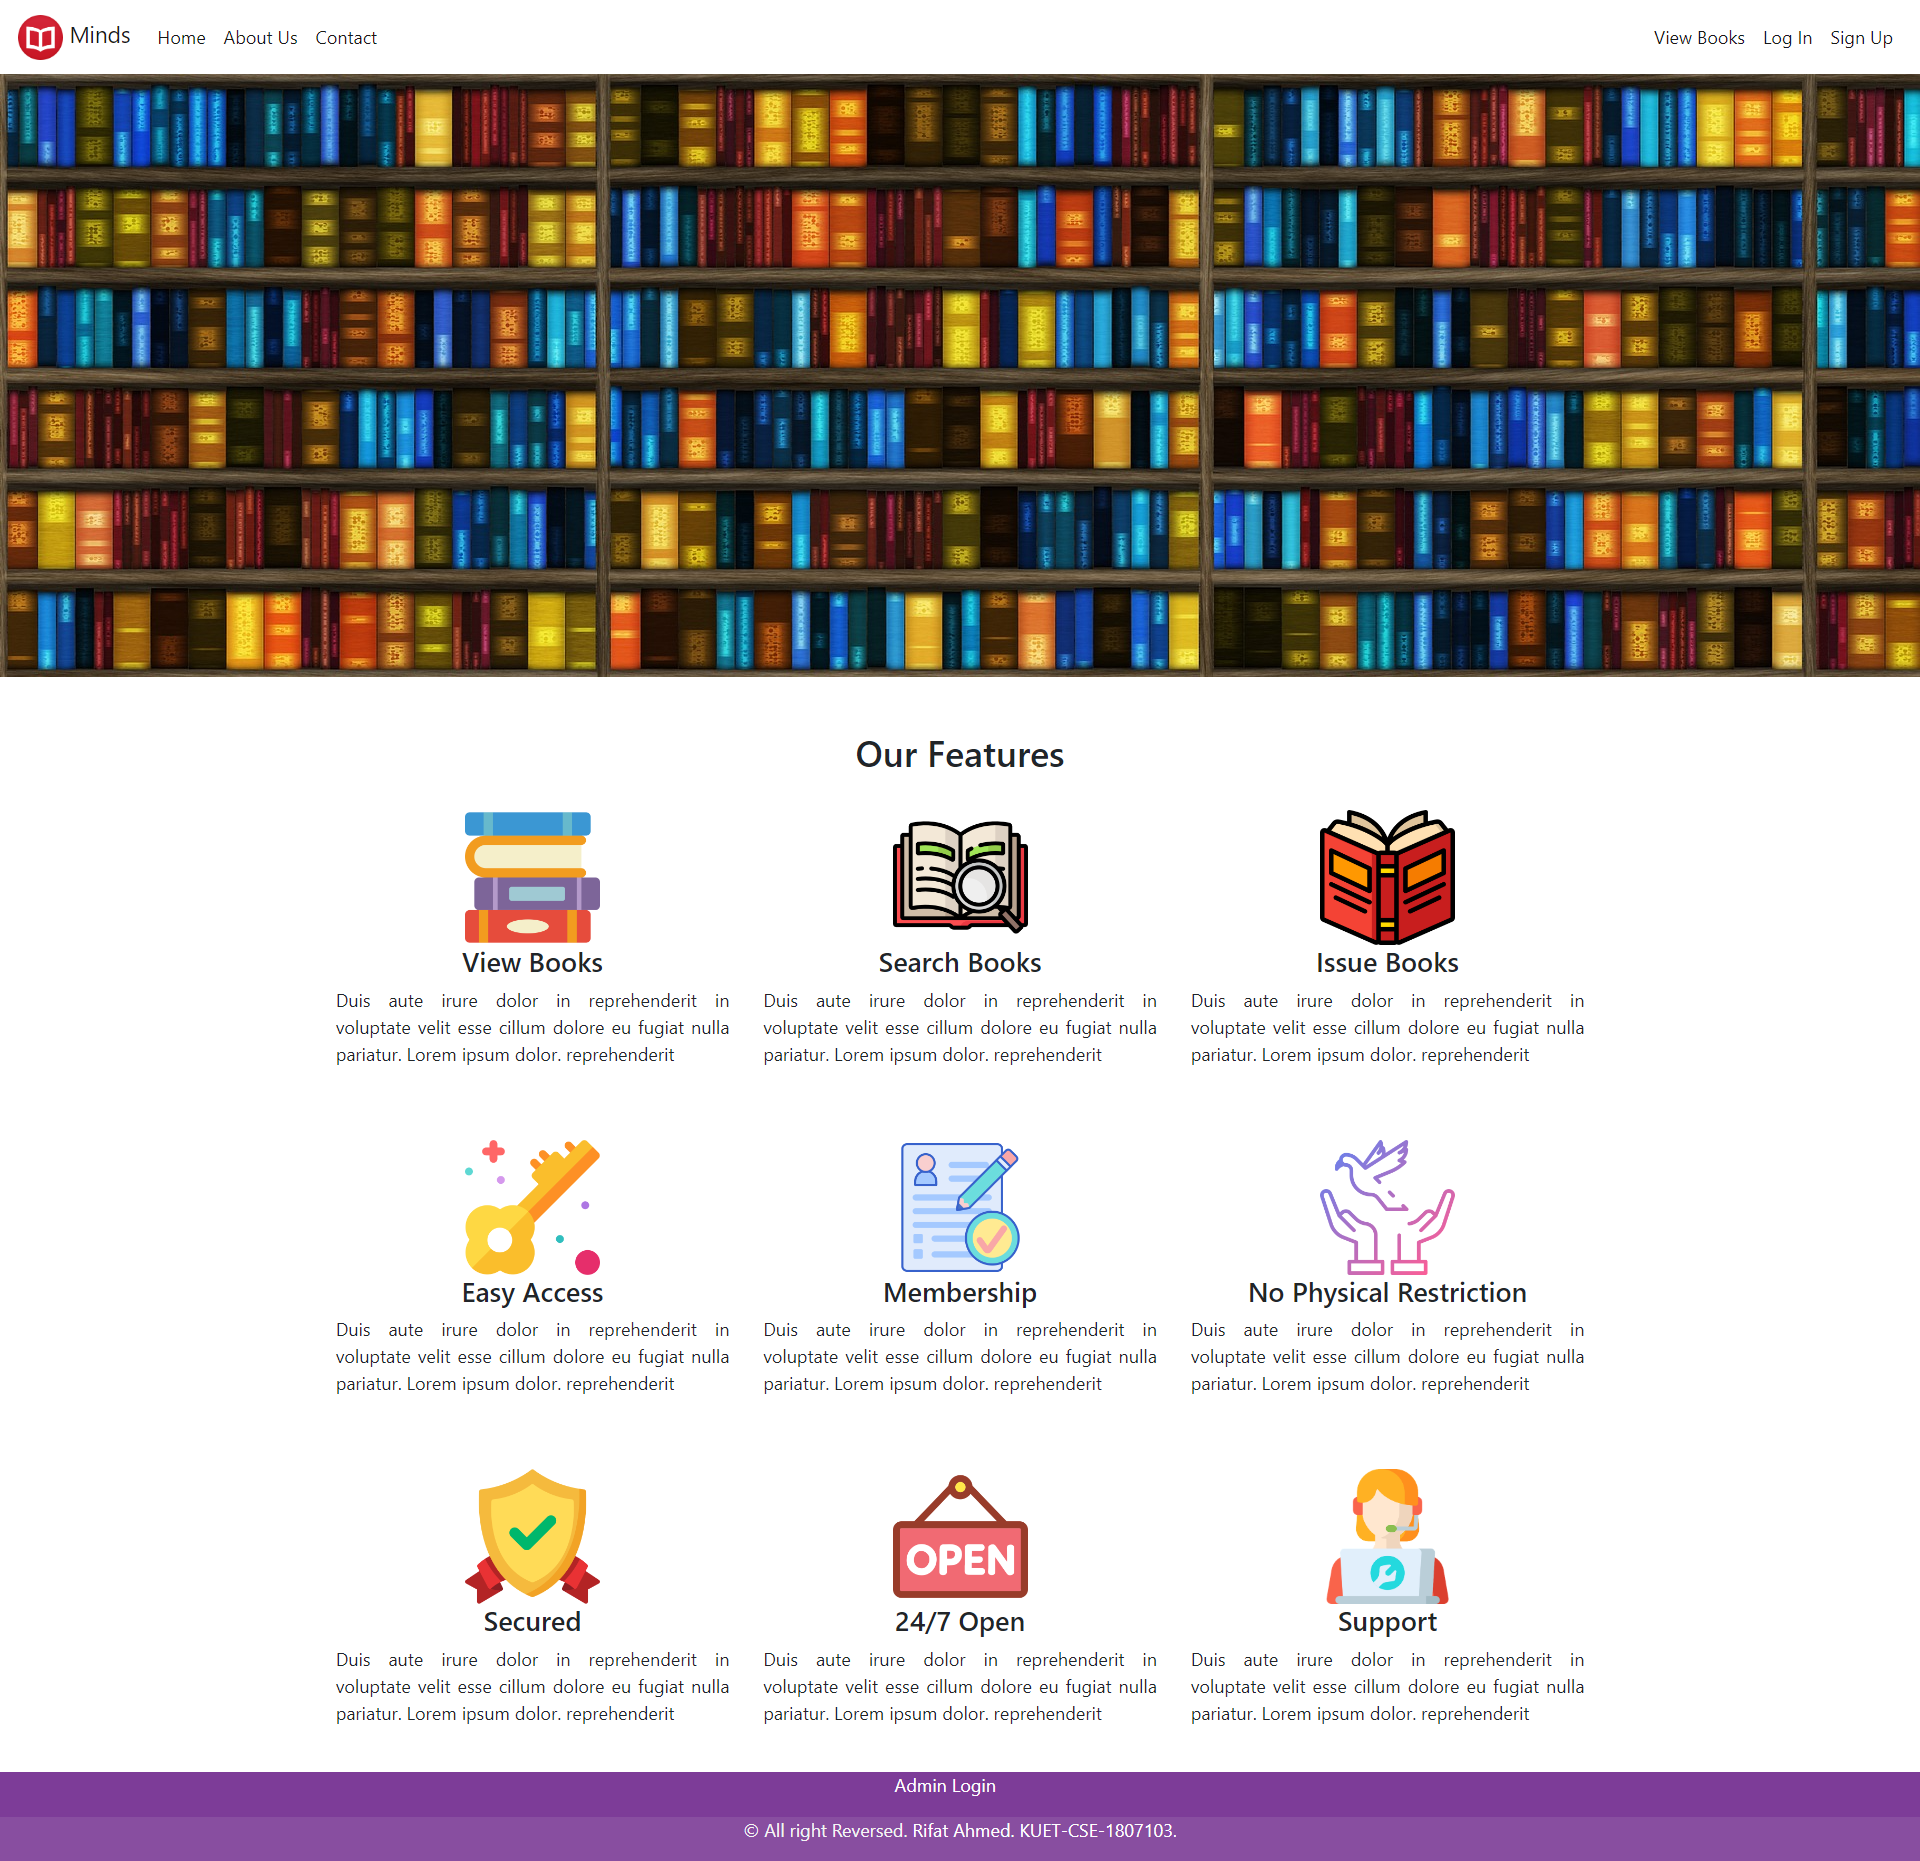 Minds Home About Us Contact View Books Log In Sign Up
Our Features
View Books
Duis aute irure dolor in reprehenderit in
voluptate velit esse cillum dolore eu fugiat nulla
pariatur. Lorem ipsum dolor. reprehenderit
Search Books
Duis aute irure dolor in reprehenderit in
voluptate velit esse cillum dolore eu fugiat nulla
pariatur. Lorem ipsum dolor. reprehenderit
Issue Books
Duis aute irure dolor in reprehenderit in
voluptate velit esse cillum dolore eu fugiat nulla
pariatur. Lorem ipsum dolor. reprehenderit
Easy Access
Duis aute irure dolor in reprehenderit in
voluptate velit esse cillum dolore eu fugiat nulla
pariatur. Lorem ipsum dolor. reprehenderit
Membership
Duis aute irure dolor in reprehenderit in
voluptate velit esse cillum dolore eu fugiat nulla
pariatur. Lorem ipsum dolor. reprehenderit
No Physical Restriction
Duis aute irure dolor in reprehenderit in
voluptate velit esse cillum dolore eu fugiat nulla
pariatur. Lorem ipsum dolor. reprehenderit
Secured
Duis aute irure dolor in reprehenderit in
voluptate velit esse cillum dolore eu fugiat nulla
pariatur. Lorem ipsum dolor. reprehenderit
OPEN
24/7 Open
Duis aute irure dolor in reprehenderit in
voluptate velit esse cillum dolore eu fugiat nulla
pariatur. Lorem ipsum dolor. reprehenderit
Support
Duis aute irure dolor in reprehenderit in
voluptate velit esse cillum dolore eu fugiat nulla
pariatur. Lorem ipsum dolor. reprehenderit
Admin Login
© All right Reversed. Rifat Ahmed. KUET-CSE-1807103.